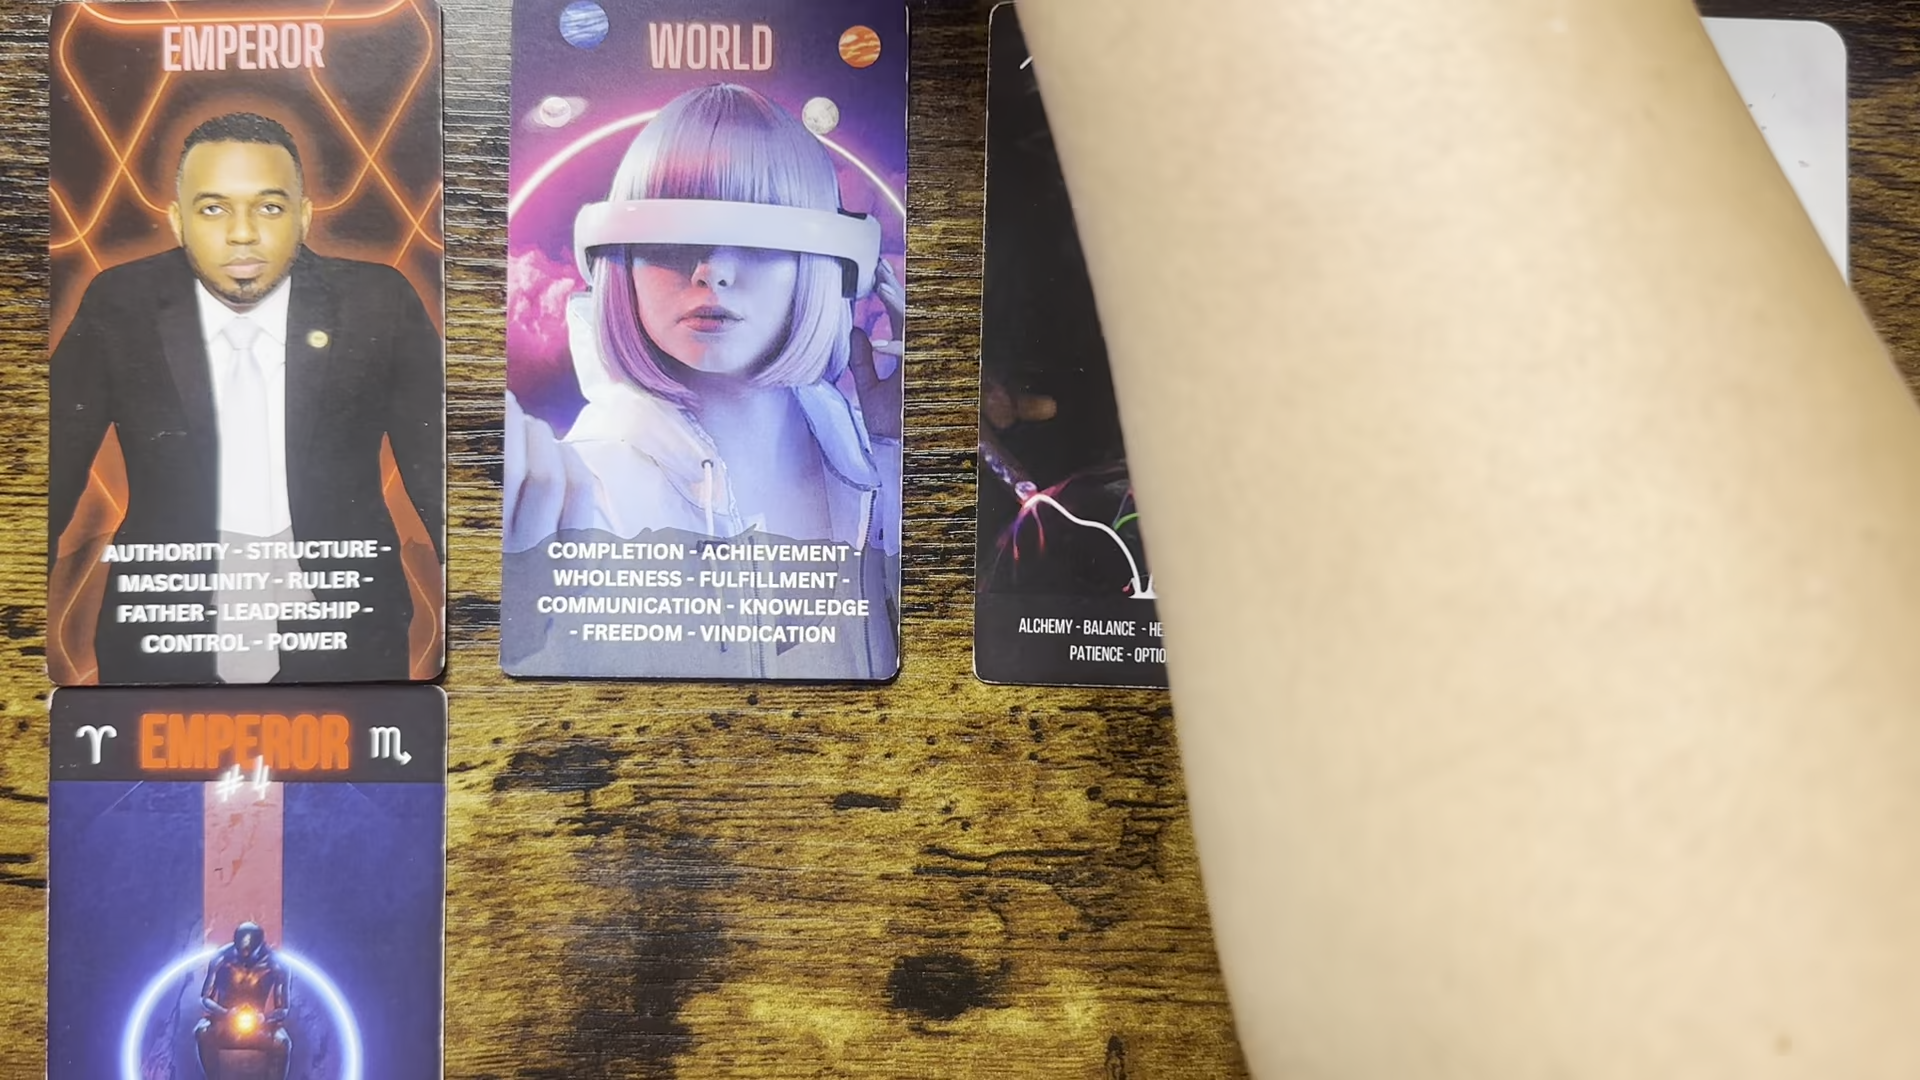 EMPEROR
AUTHORITY - STRUCTURE -
MASCULINITY - RULER -
FATHER - LEADERSHIP -
CONTROL - POWER
WORLD
COMPLETION - ACHIEVEMENT -
WHOLENESS - FULFILLMENT -
COMMUNICATION - KNOWLEDGE
- FREEDOM - VINDICATION
ALCHEMY - BALANCE -
PATIENCE -
♈ EMPEROR ♏
#4